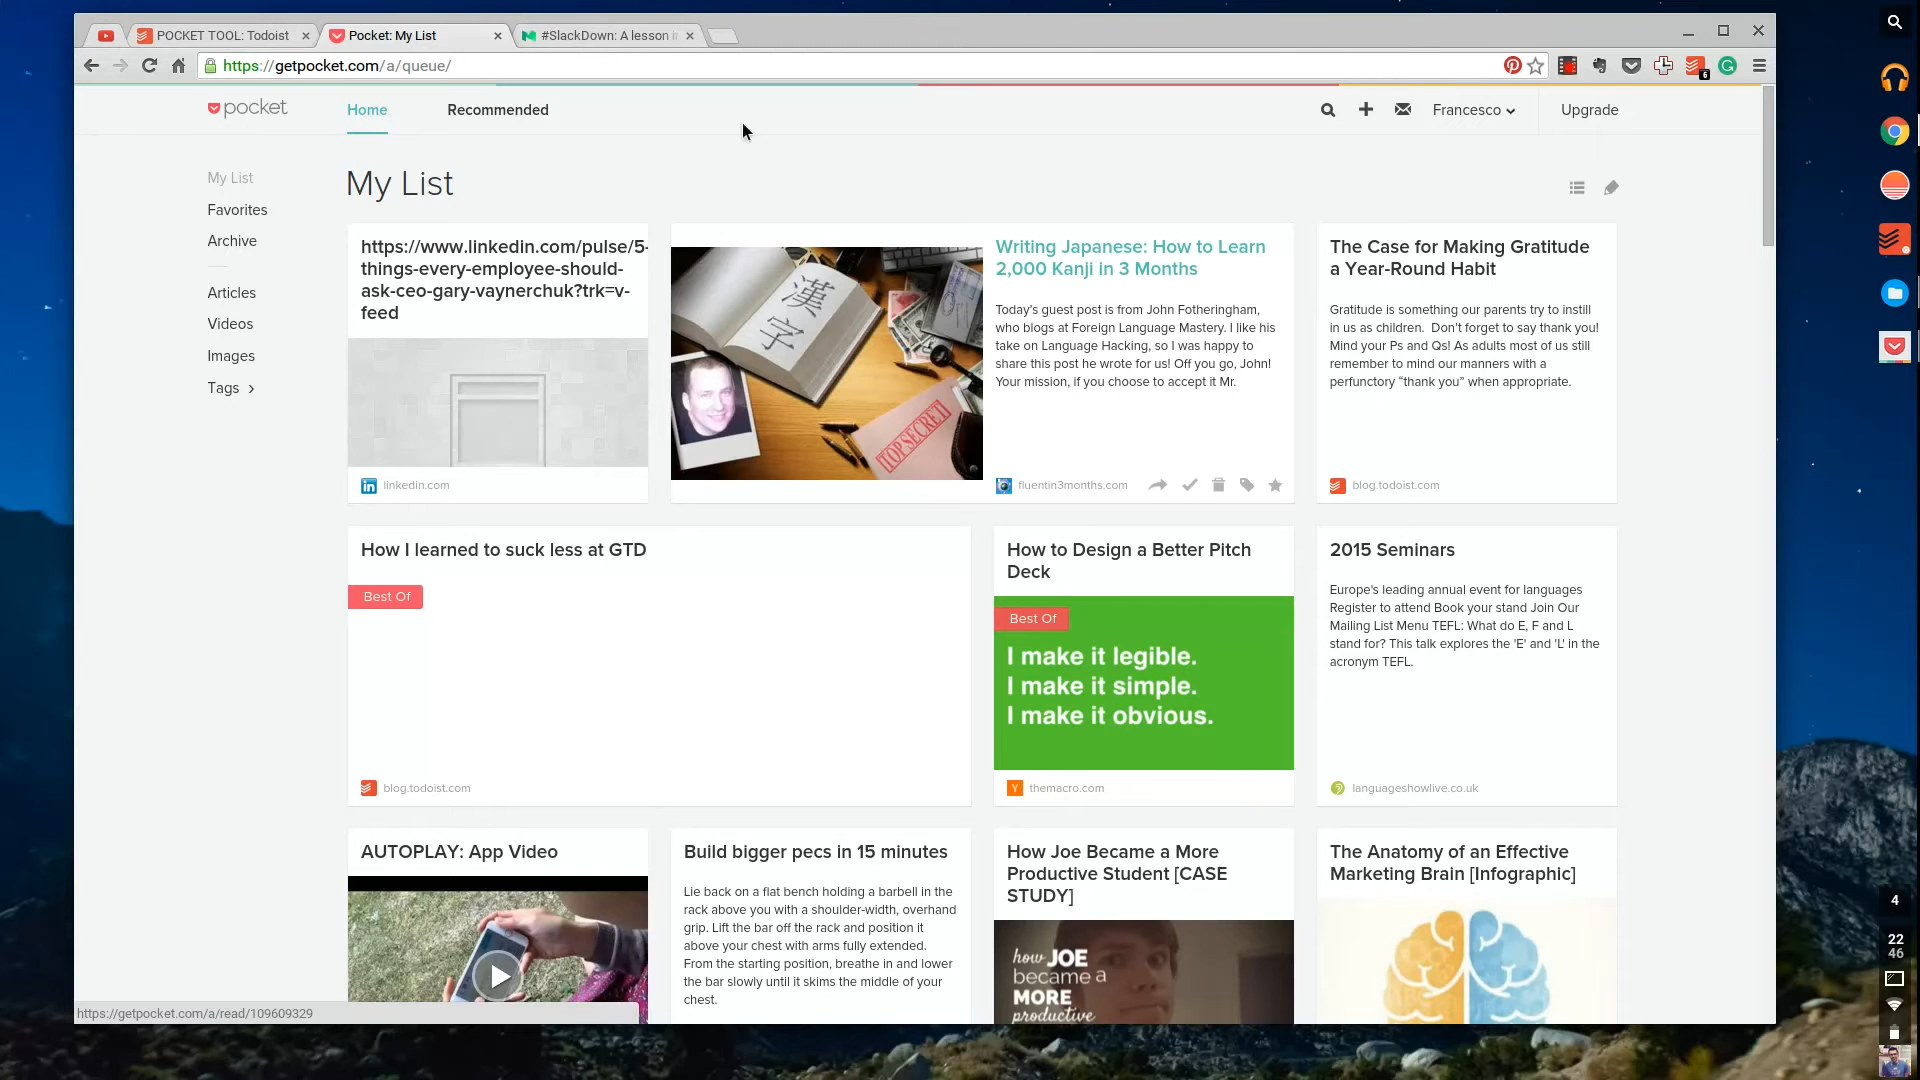 POCKET TOOL: Todoist
Pocket: My List
#SlackDown: A lesson i
https://getpocket.com/a/queue/
6
pocket
Home
Recommended
Francesco
Upgrade
My List
Favorites
Archive
Articles
Videos
Images
Tags
My List
https://www.linkedin.com/pulse/5-
things-every-employee-should-
ask-ceo-gary-vaynerchuk?trk=v-
feed
linkedin.com
漢
字
TOP SECRET
Writing Japanese: How to Learn
2,000 Kanji in 3 Months
Today's guest post is from John Fotheringham,
who blogs at Foreign Language Mastery. I like his
take on Language Hacking, so I was happy to
share this post he wrote for us! Off you go, John!
Your mission, if you choose to accept it Mr.
fluentin3months.com
The Case for Making Gratitude
a Year-Round Habit
Gratitude is something our parents try to instill
in us as children.  Don't forget to say thank you!
Mind your Ps and Qs! As adults most of us still
remember to mind our manners with a
perfunctory “thank you” when appropriate.
blog.todoist.com
How I learned to suck less at GTD
Best Of
blog.todoist.com
How to Design a Better Pitch
Deck
Best Of
I make it legible.
I make it simple.
I make it obvious.
themacro.com
2015 Seminars
Europe's leading annual event for languages
Register to attend Book your stand Join Our
Mailing List Menu TEFL: What do E, F and L
stand for? This talk explores the 'E' and 'L' in the
acronym TEFL.
languageshowlive.co.uk
AUTOPLAY: App Video
Build bigger pecs in 15 minutes
Lie back on a flat bench holding a barbell in the
rack above you with a shoulder-width, overhand
grip. Lift the bar off the rack and position it
above your chest with arms fully extended.
From the starting position, breathe in and lower
the bar slowly until it skims the middle of your
chest.
How Joe Became a More
Productive Student [CASE
STUDY]
how JOE
became a
MORE
productive
The Anatomy of an Effective
Marketing Brain [Infographic]
https://getpocket.com/a/read/109609329
4
22
46